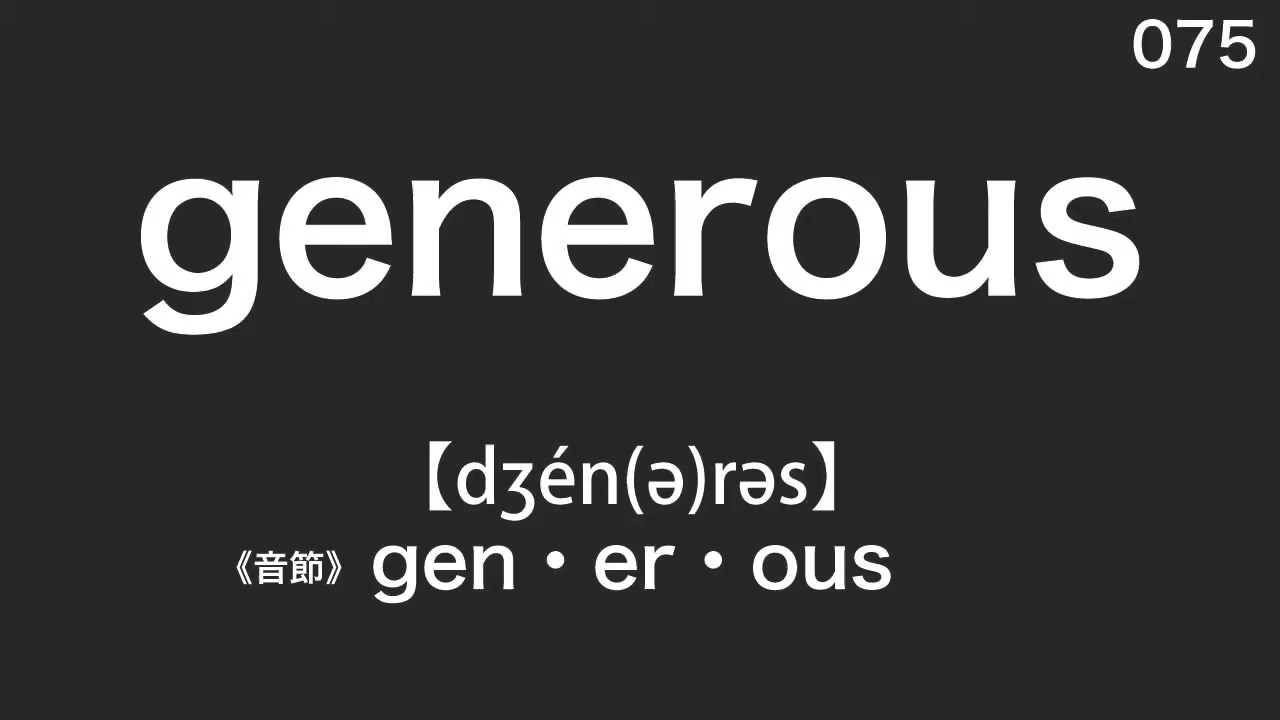 075
generous
【dʒén(ə)rəs】
《音節》 gen・er・ous